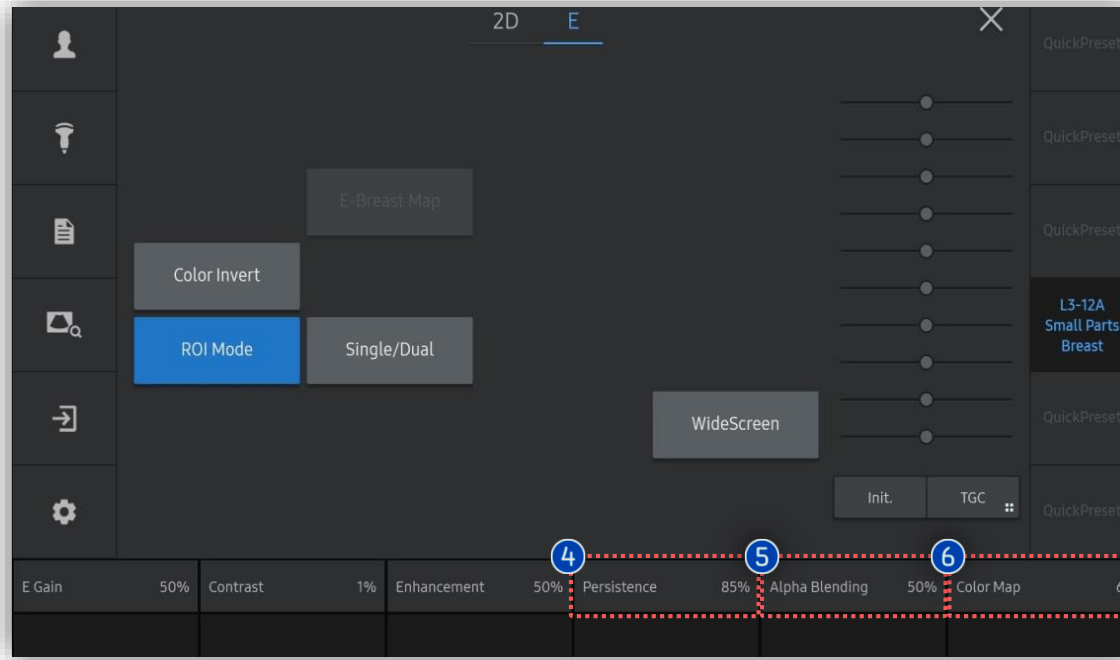 2D E
QuickPreset
QuickPreset
E-Breast Map
QuickPreset
Color Invert
L3-12A
Small Parts
Breast
ROI Mode Single/Dual
WideScreen
QuickPreset
Init. TGC
QuickPreset
4 5 6
E Gain 50% Contrast 1% Enhancement 50% Persistence 85% Alpha Blending 50% Color Map